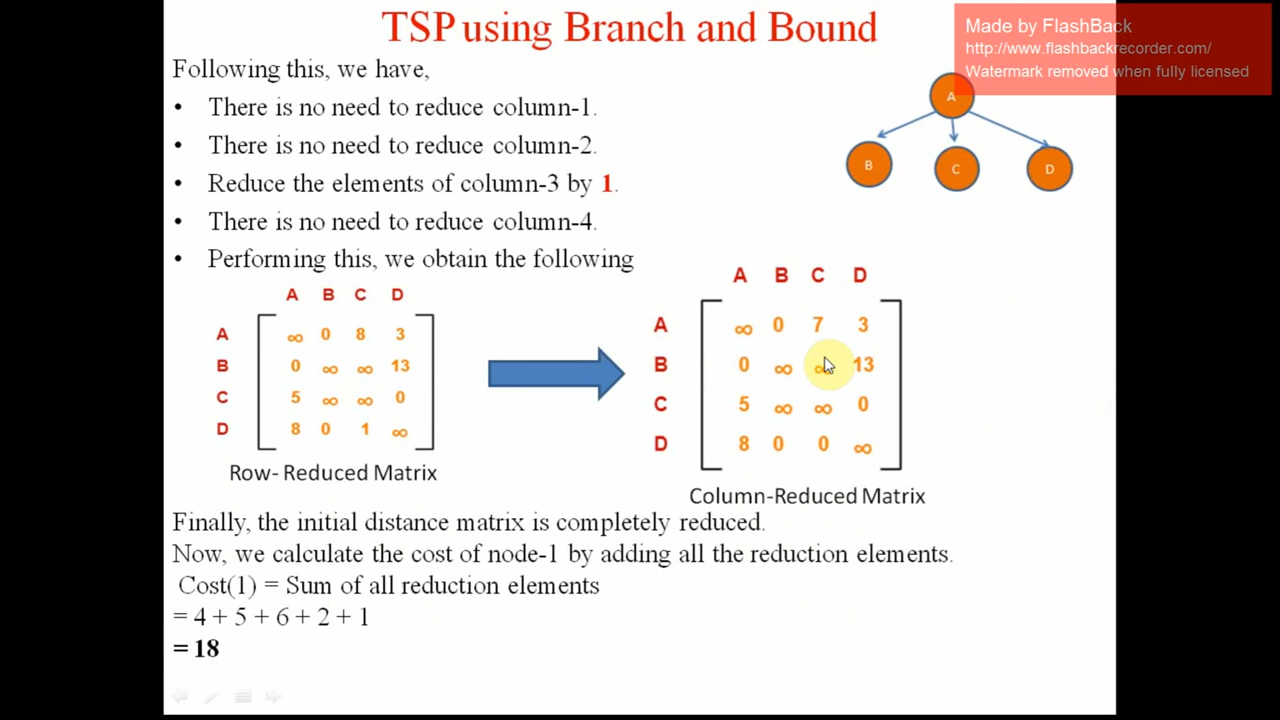 TSP using Branch and Bound
Made by FlashBack
http://www.flashbackrecorder.com/
Watermark removed when fully licensed
Following this, we have,
• There is no need to reduce column-1.
• There is no need to reduce column-2.
• Reduce the elements of column-3 by 1.
• There is no need to reduce column-4.
• Performing this, we obtain the following
A
B C D
A B C D
A ∞ 0 8 3
B 0 ∞ ∞ 13
C 5 ∞ ∞ 0
D 8 0 1 ∞
Row- Reduced Matrix
A B C D
A ∞ 0 7 3
B 0 ∞ ∞ 13
C 5 ∞ ∞ 0
D 8 0 0 ∞
Column-Reduced Matrix
Finally, the initial distance matrix is completely reduced.
Now, we calculate the cost of node-1 by adding all the reduction elements.
Cost(1) = Sum of all reduction elements
= 4 + 5 + 6 + 2 + 1
= 18